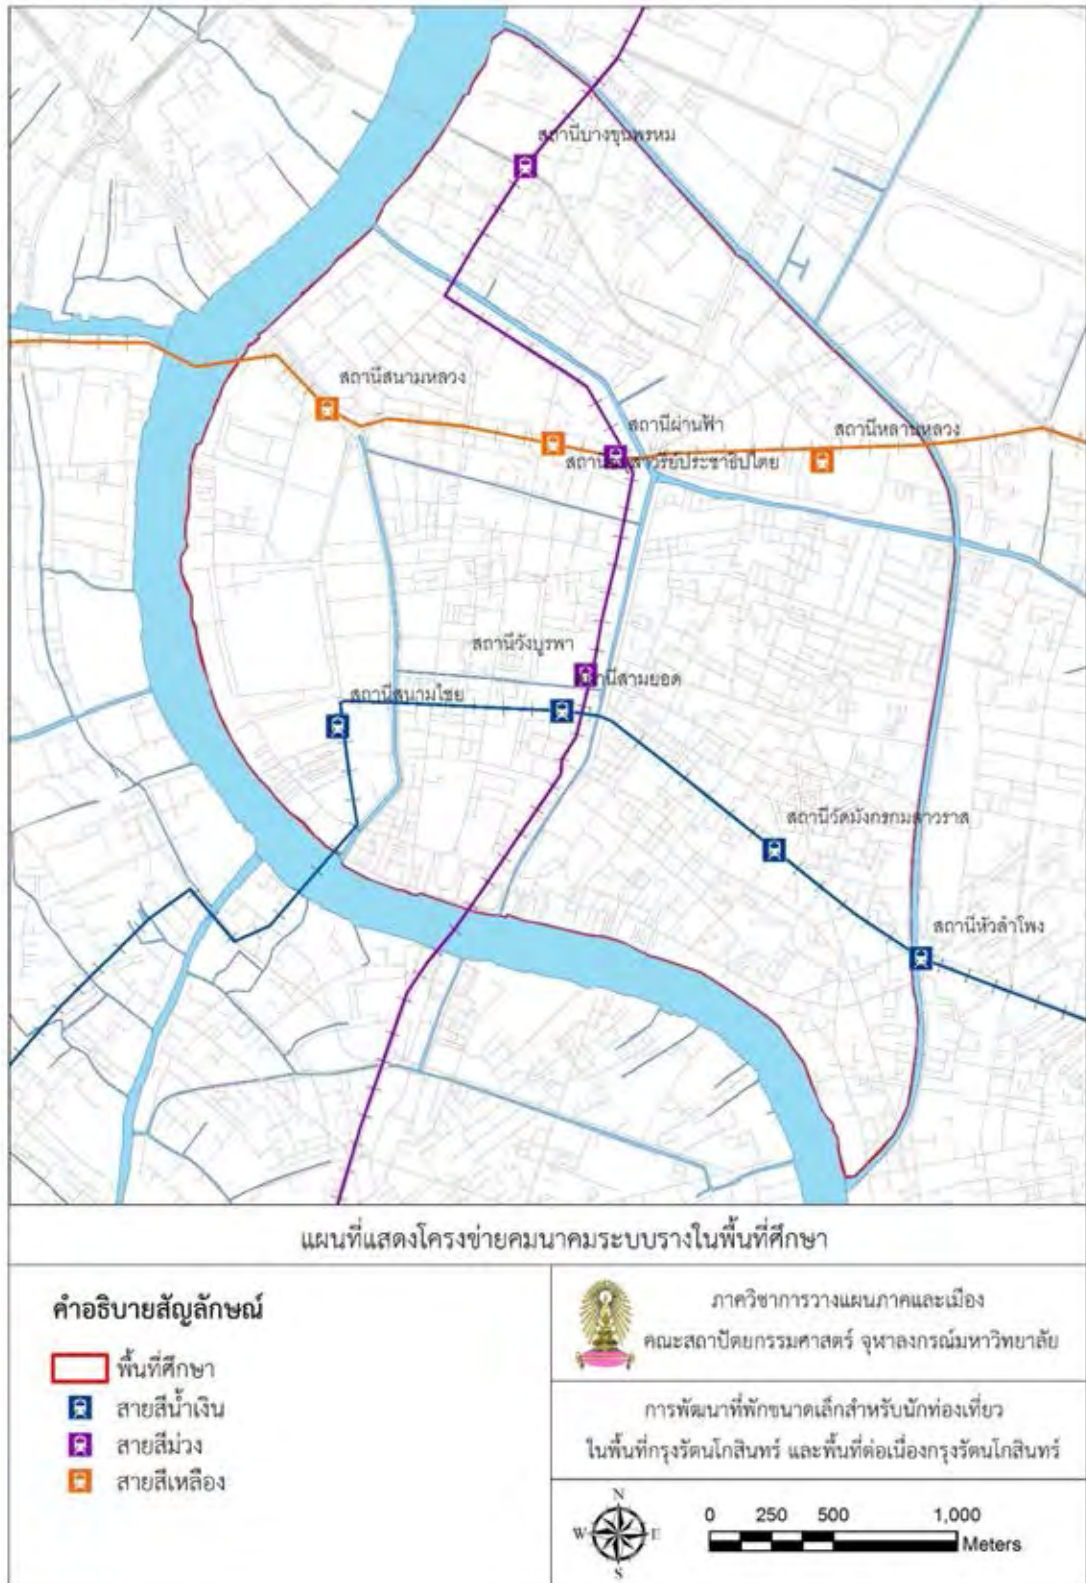 สถานีบางขุนพรหม
สถานีสนามหลวง
สถานีผ่านฟ้า
สถานีหลานหลวง
สถานีวังบูรพา
สถานีสามยอด
สถานีสนามไชย
สถานีวัดมังกรกมลาวราส
สถานีหัวลำโพง
แผนที่แสดงโครงข่ายคมนาคมระบบรางในพื้นที่ศึกษา
คำอธิบายสัญลักษณ์
พื้นที่ศึกษา
สายสีน้ำเงิน
สายสีม่วง
สายสีเหลือง
ภาควิชาการวางแผนภาคและเมือง
คณะสถาปัตยกรรมศาสตร์ จุฬาลงกรณ์มหาวิทยาลัย
การพัฒนาที่พักขนาดเล็กสำหรับนักท่องเที่ยว
ในพื้นที่กรุงรัตนโกสินทร์ และพื้นที่ต่อเนื่องกรุงรัตนโกสินทร์
N
W E
S
0 250 500 1,000
Meters